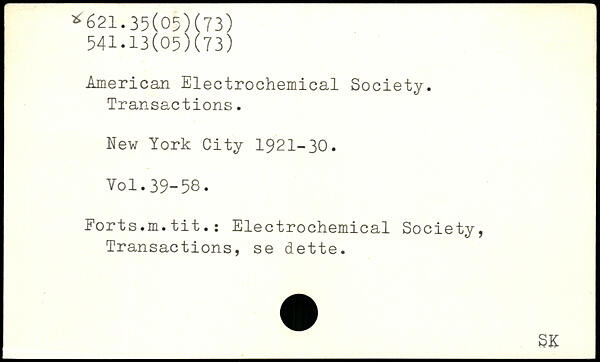 621.35(05)(73)
541.13(05)(73)
American Electrochemical Society.
Transactions.
New York City 1921-30.
Vol.39-58.
Forts.m.tit.: Electrochemical Society,
Transactions, se dette.
SK